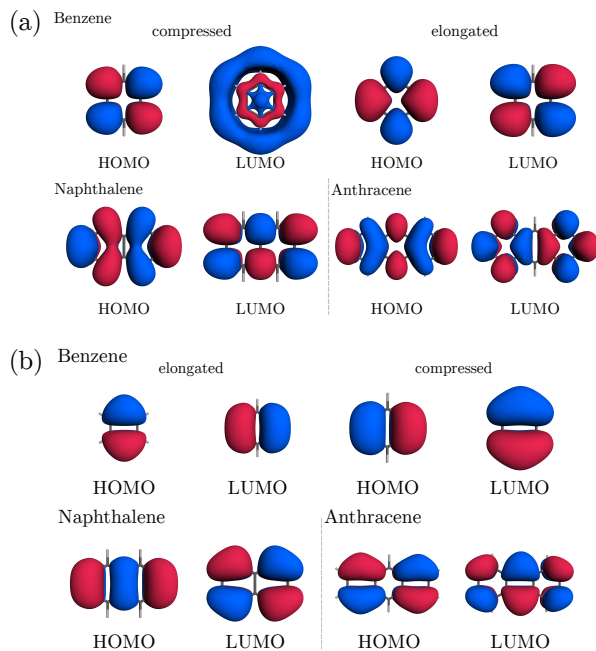 (a) Benzene
compressed elongated
HOMO LUMO HOMO LUMO
Naphthalene Anthracene
HOMO LUMO HOMO LUMO
(b) Benzene
elongated compressed
HOMO LUMO HOMO LUMO
Naphthalene Anthracene
HOMO LUMO HOMO LUMO